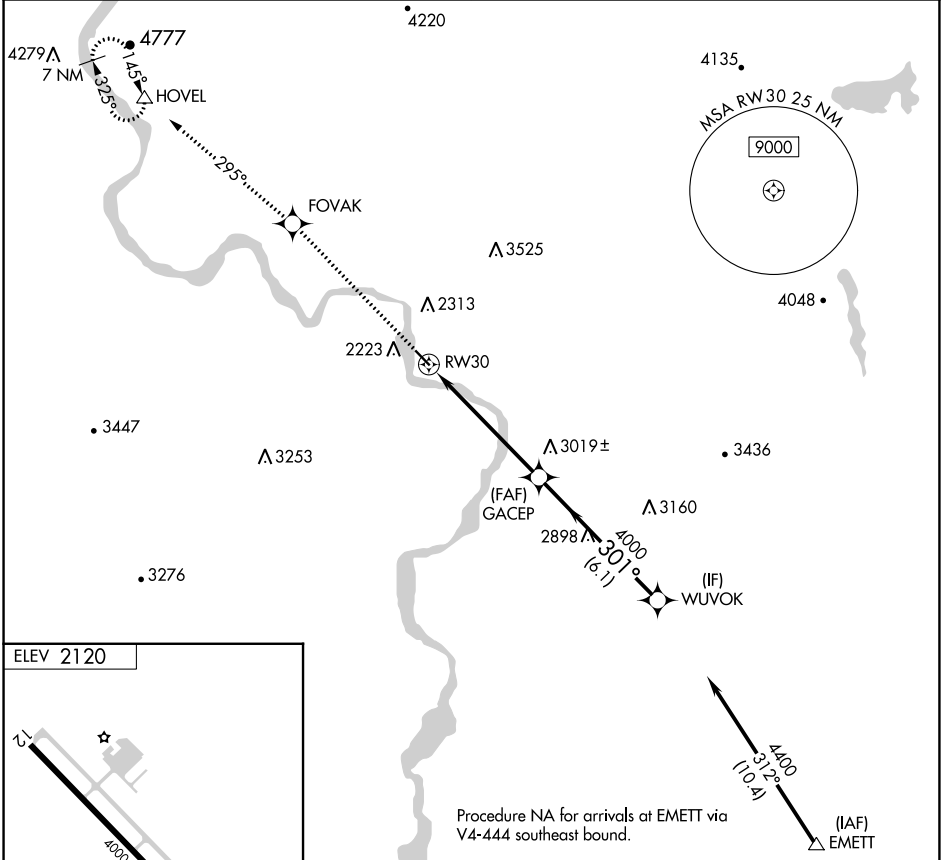 4220
4279
4777
7 NM
145°
325°
HOVEL
4135
MSA RW30 25 NM
9000
295°
FOVAK
3525
4048
2313
2223
RW30
3447
3253
3019±
3436
(FAF)
GACEP
3160
2898
4000
301°
(6.1)
(IF)
WUVOK
3276
ELEV 2120
12
4000
4400
312°
(10.4)
Procedure NA for arrivals at EMETT via
V4-444 southeast bound.
(IAF)
EMETT